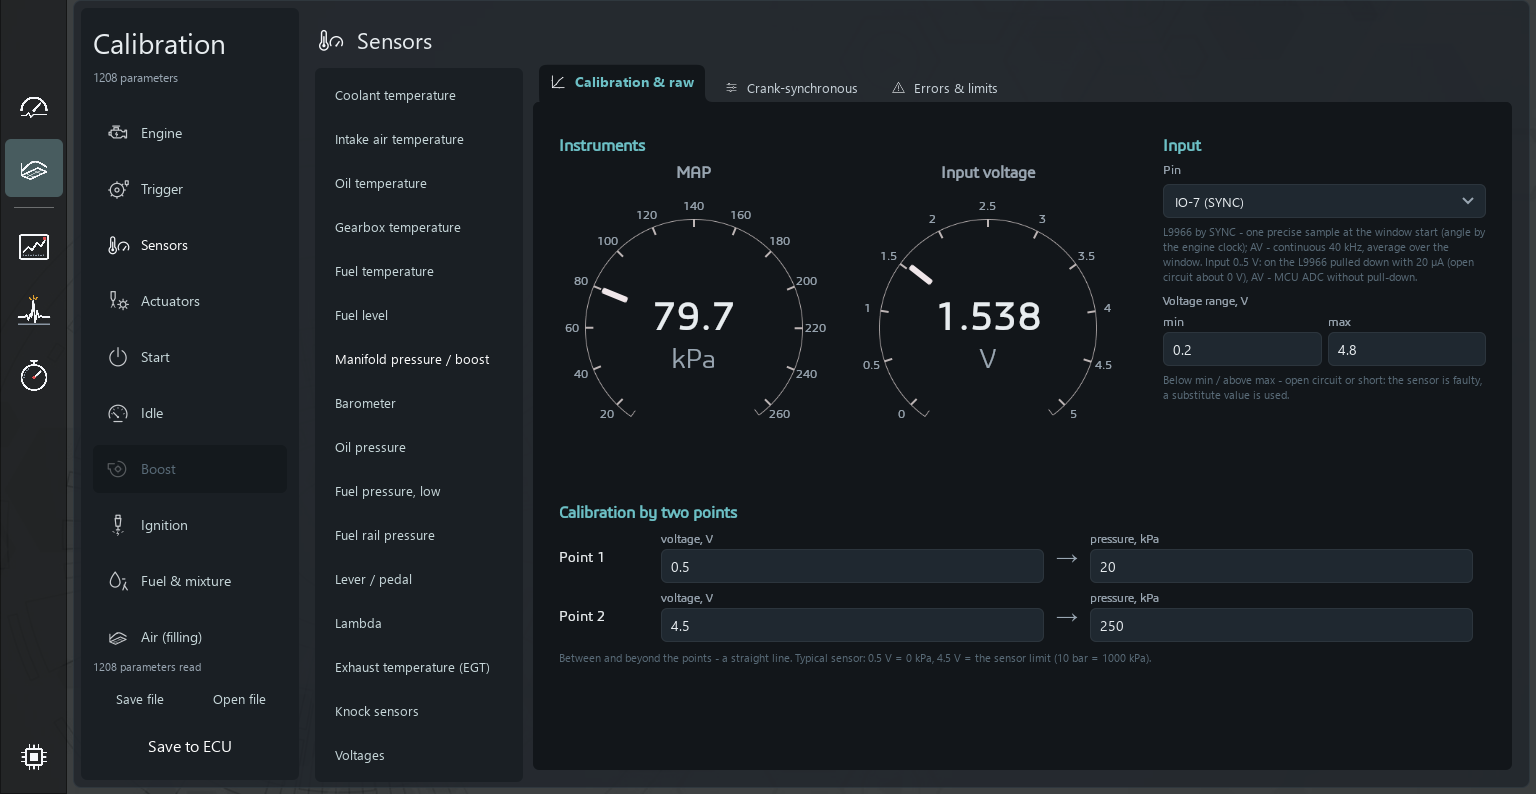 Calibration
1208 parameters
Engine
Trigger
Sensors
Actuators
Start
Idle
Boost
Ignition
Fuel & mixture
Air (filling)
1208 parameters read
Save file
Open file
Save to ECU
Sensors
Coolant temperature
Intake air temperature
Oil temperature
Gearbox temperature
Fuel temperature
Fuel level
Manifold pressure / boost
Barometer
Oil pressure
Fuel pressure, low
Fuel rail pressure
Lever / pedal
Lambda
Exhaust temperature (EGT)
Knock sensors
Voltages
Calibration & raw
Crank-synchronous
Errors & limits
Instruments
MAP
20
40
60
80
100
120
140
160
180
200
220
240
260
79.7
kPa
Input voltage
0
0.5
1
1.5
2
2.5
3
3.5
4
4.5
5
1.538
V
Input
Pin
IO-7 (SYNC)
L9966 by SYNC - one precise sample at the window start (angle by
the engine clock); AV - continuous 40 kHz, average over the
window. Input 0..5 V: on the L9966 pulled down with 20 µA (open
circuit about 0 V), AV - MCU ADC without pull-down.
Voltage range, V
min
max
0.2
4.8
Below min / above max - open circuit or short: the sensor is faulty,
a substitute value is used.
Calibration by two points
voltage, V
pressure, kPa
Point 1
0.5
20
voltage, V
pressure, kPa
Point 2
4.5
250
Between and beyond the points - a straight line. Typical sensor: 0.5 V = 0 kPa, 4.5 V = the sensor limit (10 bar = 1000 kPa).